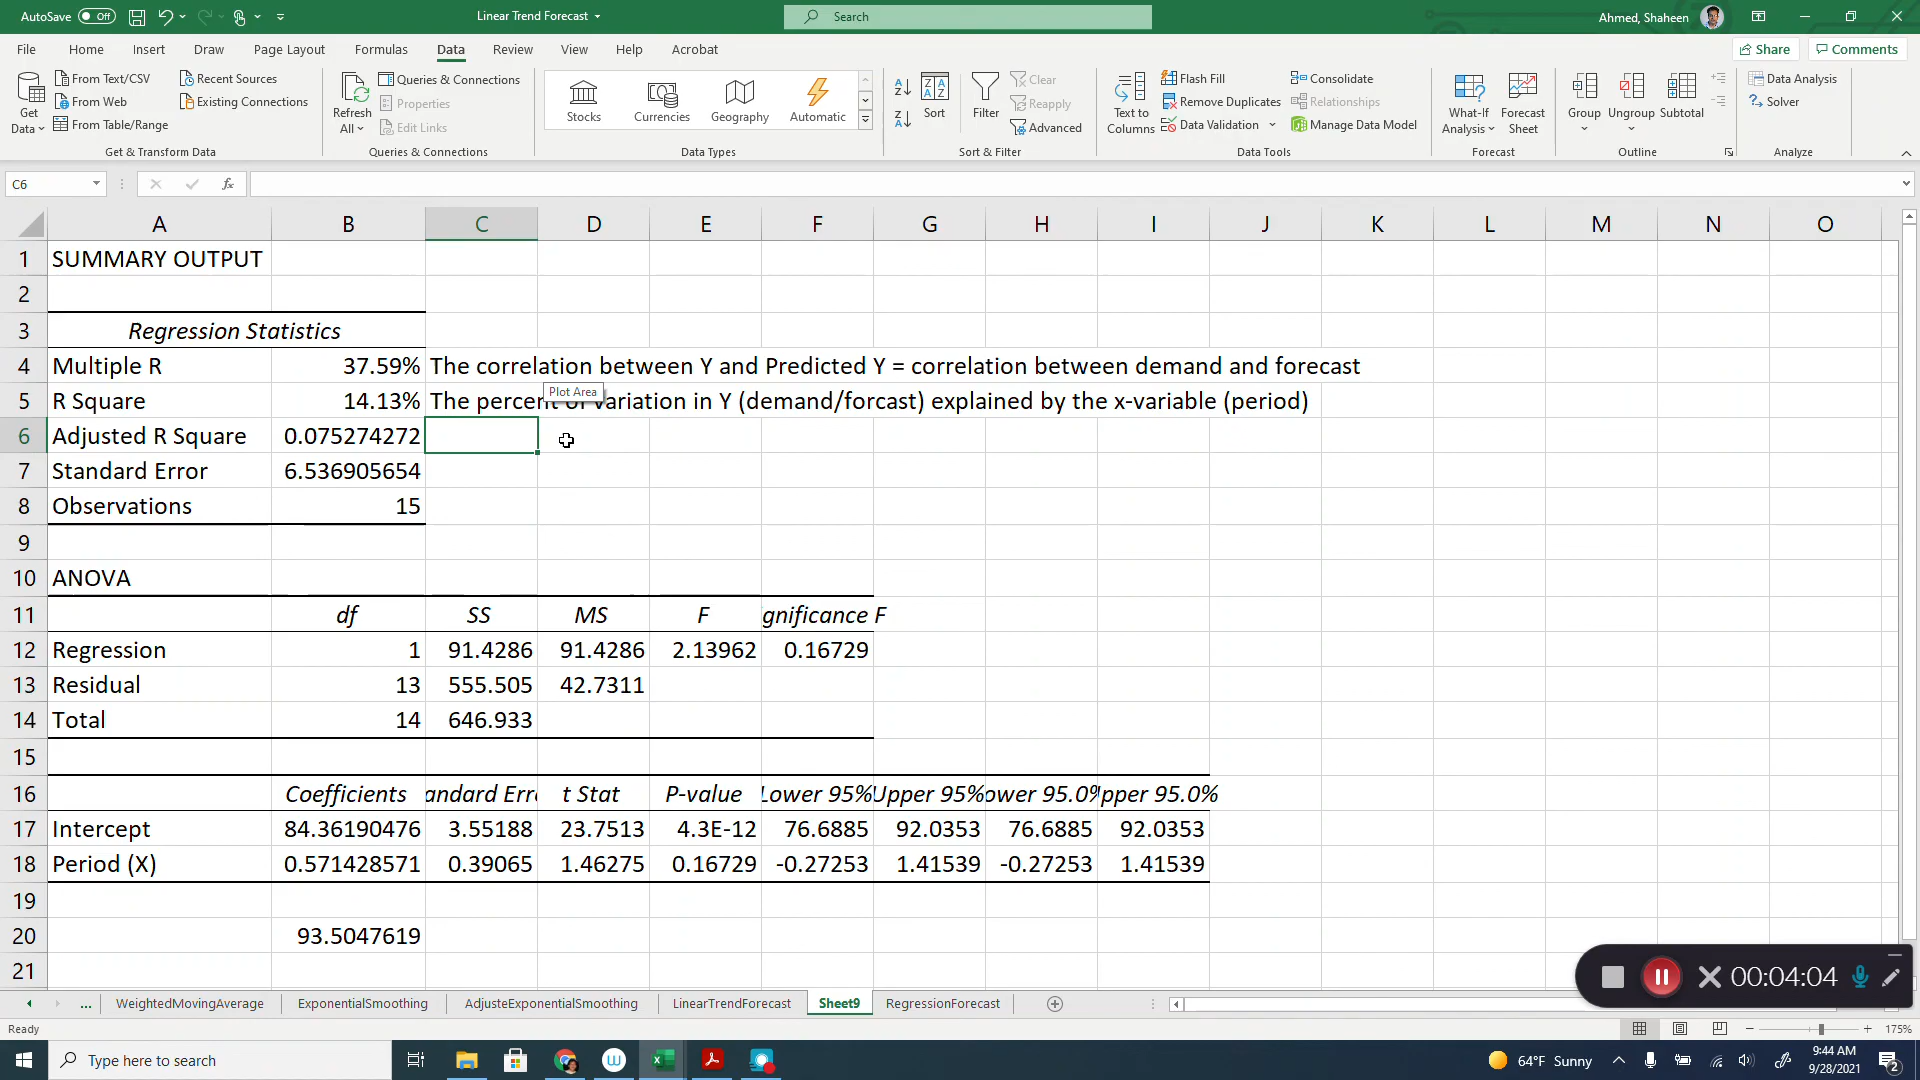 AutoSave Off
Linear Trend Forecast
Search
Ahmed, Shaheen
File Home Insert Draw Page Layout Formulas Data Review View Help Acrobat
Share Comments
Get Data
From Text/CSV
From Web
From Table/Range
Recent Sources
Existing Connections
Get & Transform Data
Refresh All
Queries & Connections
Properties
Edit Links
Queries & Connections
Stocks Currencies Geography Automatic
Data Types
Sort
Filter
Clear
Reapply
Advanced
Sort & Filter
Text to Columns
Flash Fill
Remove Duplicates
Data Validation
Consolidate
Relationships
Manage Data Model
Data Tools
What-If Analysis
Forecast Sheet
Forecast
Group Ungroup Subtotal
Outline
Data Analysis
Solver
Analyze
C6 fx
A B C D E F G H I J K L M N O
1 SUMMARY OUTPUT
2
3 Regression Statistics
4 Multiple R 37.59% The correlation between Y and Predicted Y = correlation between demand and forecast
Plot Area
5 R Square 14.13% The percent of variation in Y (demand/forcast) explained by the x-variable (period)
6 Adjusted R Square 0.075274272
7 Standard Error 6.536905654
8 Observations 15
9
10 ANOVA
11 df SS MS F gnificance F
12 Regression 1 91.4286 91.4286 2.13962 0.16729
13 Residual 13 555.505 42.7311
14 Total 14 646.933
15
16 Coefficients andard Erro t Stat P-value Lower 95% Upper 95% ower 95.0% pper 95.0%
17 Intercept 84.36190476 3.55188 23.7513 4.3E-12 76.6885 92.0353 76.6885 92.0353
18 Period (X) 0.571428571 0.39065 1.46275 0.16729 -0.27253 1.41539 -0.27253 1.41539
19
20 93.5047619
21
00:04:04
... WeightedMovingAverage ExponentialSmoothing AdjusteExponentialSmoothing LinearTrendForecast Sheet9 RegressionForecast
Ready
175%
Type here to search
64°F Sunny
9:44 AM
9/28/2021
2